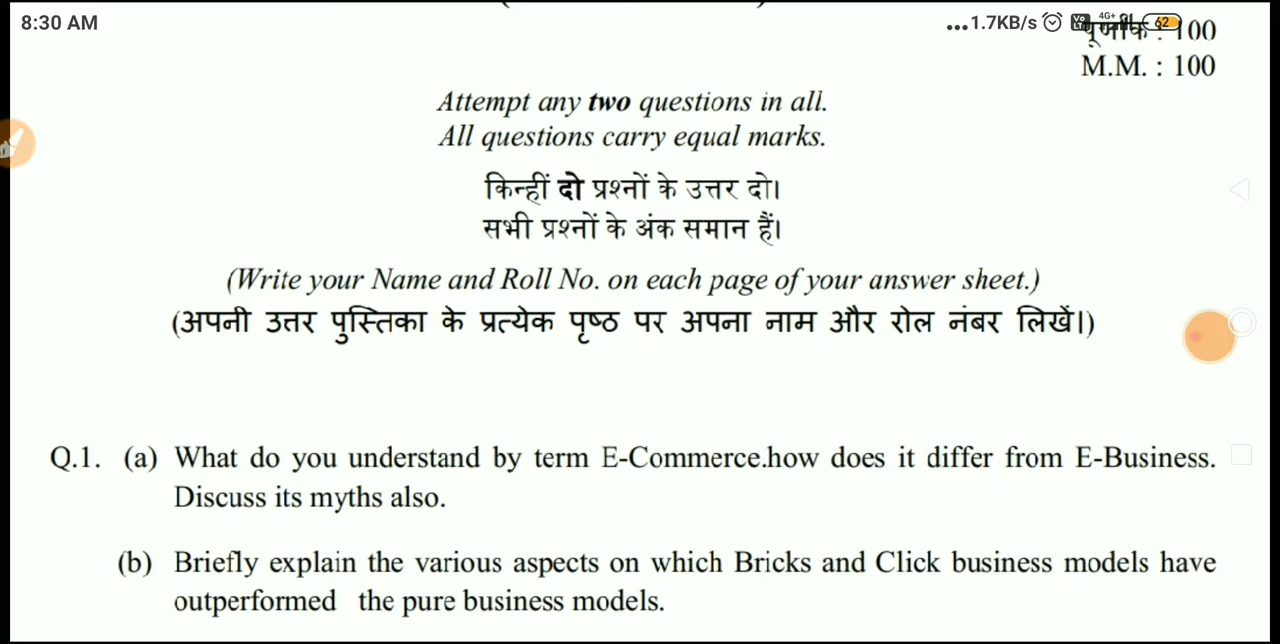 8:30 AM
...1.7KB/s 4G+ 62
पूर्णांक : 100
M.M. : 100
Attempt any two questions in all.
All questions carry equal marks.
किन्हीं दो प्रश्नों के उत्तर दो।
सभी प्रश्नों के अंक समान हैं।
(Write your Name and Roll No. on each page of your answer sheet.)
(अपनी उत्तर पुस्तिका के प्रत्येक पृष्ठ पर अपना नाम और रोल नंबर लिखें।)
Q.1. (a) What do you understand by term E-Commerce.how does it differ from E-Business.
Discuss its myths also.
(b) Briefly explain the various aspects on which Bricks and Click business models have
outperformed the pure business models.